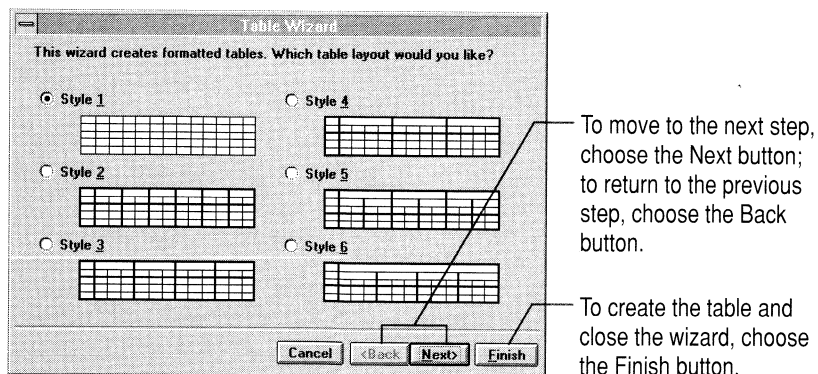 Table Wizard
This wizard creates formatted tables. Which table layout would you like?
Style 1
Style 4
Style 2
Style 5
Style 3
Style 6
Cancel
<Back
Next>
Finish
To move to the next step,
choose the Next button;
to return to the previous
step, choose the Back
button.
To create the table and
close the wizard, choose
the Finish button.